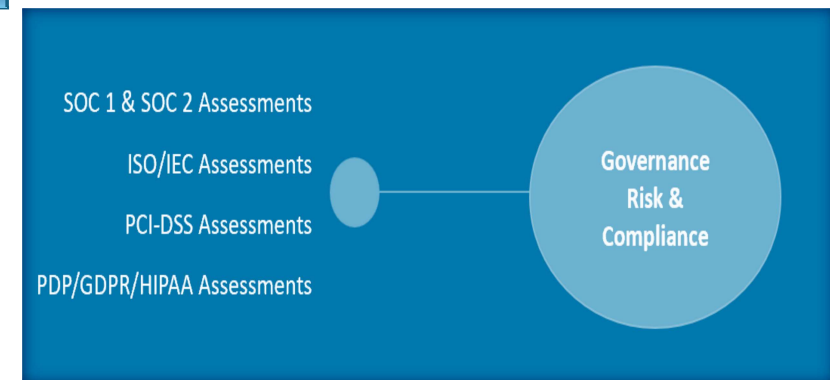 SOC 1 & SOC 2 Assessments
ISO/IEC Assessments
PCI-DSS Assessments
PDP/GDPR/HIPAA Assessments
Governance
Risk &
Compliance